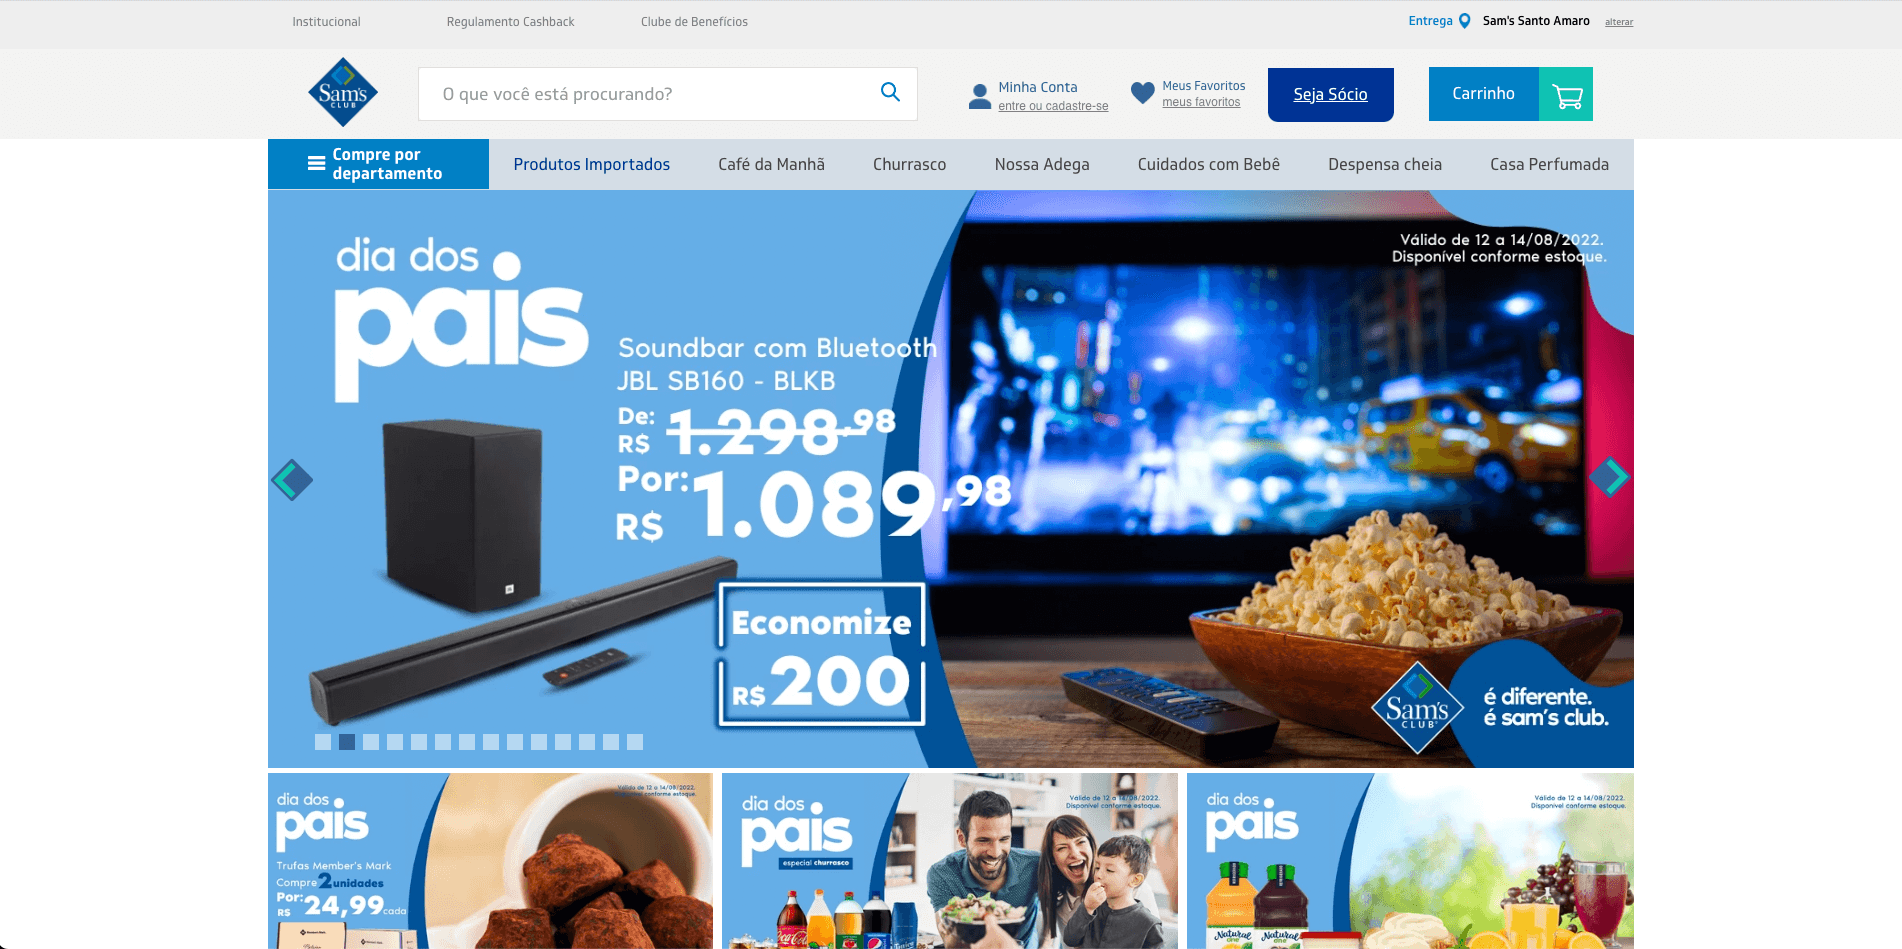 Institucional
Regulamento Cashback
Clube de Benefícios
Entrega
Sam's Santo Amaro
alterar
Sam's
CLUB
O que você está procurando?
Minha Conta
entre ou cadastre-se
Meus Favoritos
meus favoritos
Seja Sócio
Carrinho
Compre por
departamento
Produtos Importados
Café da Manhã
Churrasco
Nossa Adega
Cuidados com Bebê
Despensa cheia
Casa Perfumada
dia dos
pais
Válido de 12 a 14/08/2022.
Disponível conforme estoque.
Soundbar com Bluetooth
JBL SB160 - BLKB
De:
R$ 1.298,98
Por:
R$ 1.089,98
Economize
R$ 200
Sam's
CLUB
é diferente.
é sam's club.
dia dos
pais
Válido de 12 a 14/08/2022.
Disponível conforme estoque.
Trufas Member's Mark
Compre 2 unidades
Por:
R$ 24,99 cada
dia dos
pais
especial churrasco
Válido de 12 a 14/08/2022.
Disponível conforme estoque.
Coca-Cola
pepsi
dia dos
pais
Válido de 12 a 14/08/2022.
Disponível conforme estoque.
Natural
one
Natural
one